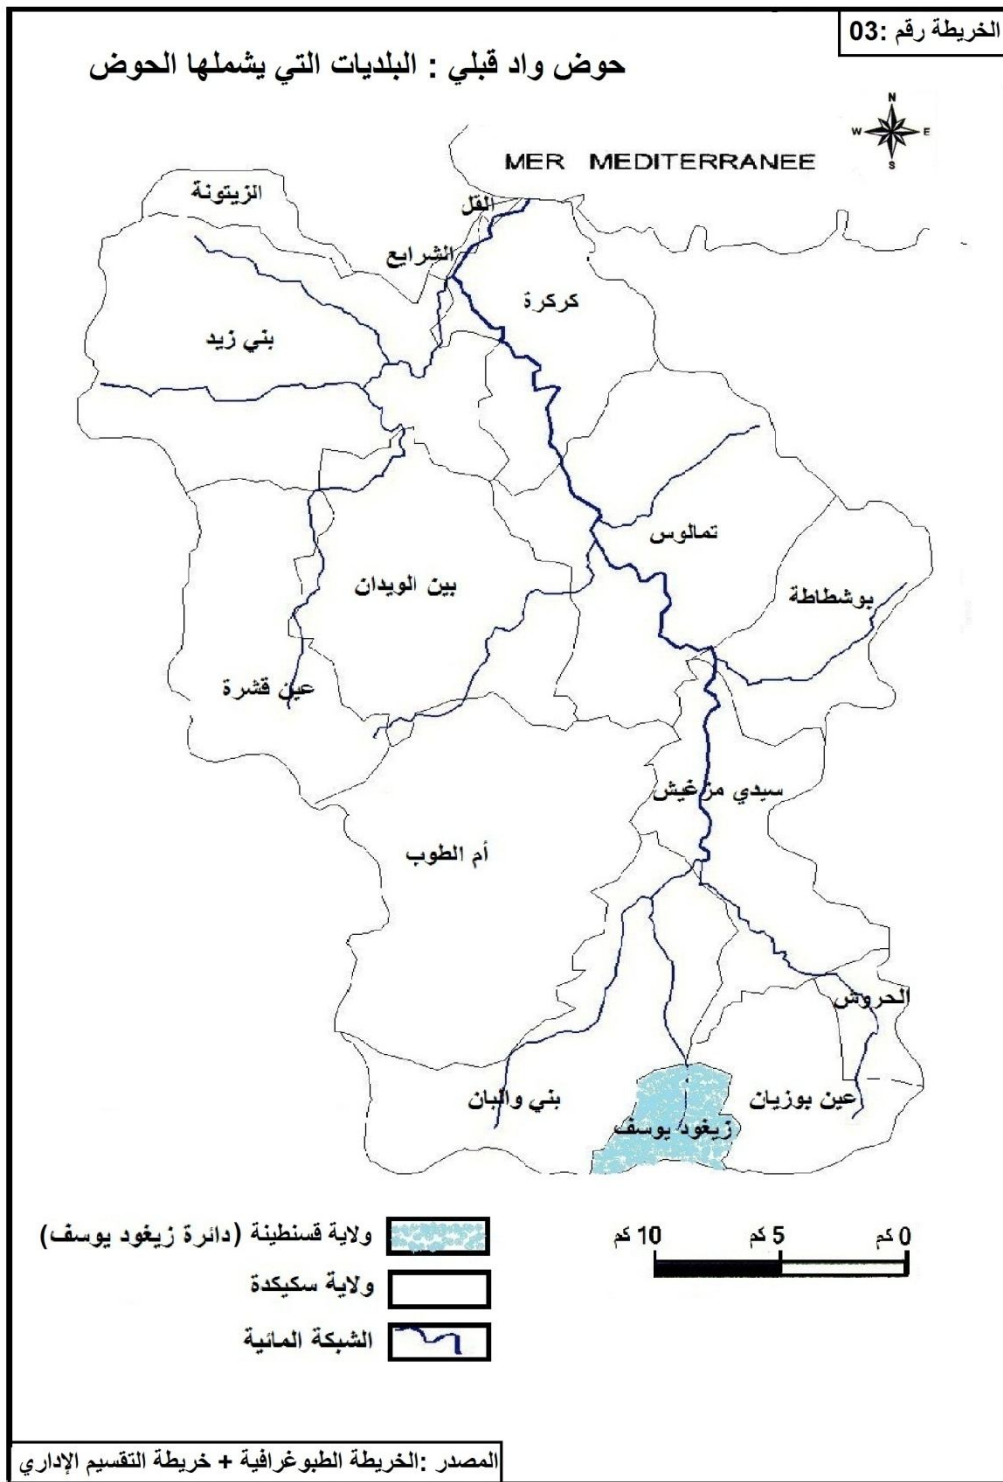 الخريطة رقم :03
حوض واد قبلي : البلديات التي يشملها الحوض
N
W E
S
MER MEDITERRANEE
الزيتونة
القل
الشرايع
كركرة
بني زيد
تمالوس
بين الويدان
بوشطاطة
عين قشرة
سيدي مزغيش
أم الطوب
الحروش
بني والبان
عين بوزيان
زيغود يوسف
ولاية قسنطينة (دائرة زيغود يوسف)
ولاية سكيكدة
الشبكة المائية
0 كم 5 كم 10 كم
المصدر :الخريطة الطبوغرافية + خريطة التقسيم الإداري